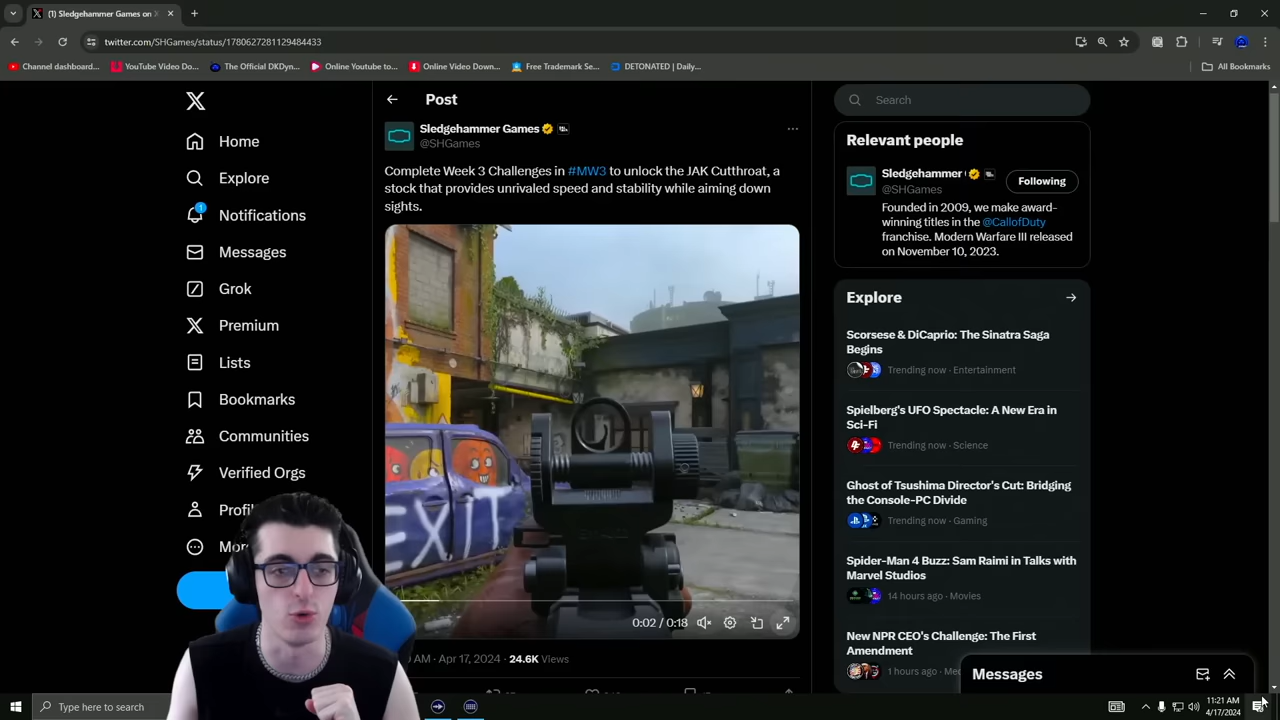 (1) Sledgehammer Games on X
twitter.com/SHGames/status/1780627281129484433
Channel dashboard...
YouTube Video Do...
The Official DKDyn...
Online Youtube to...
Online Video Down...
Free Trademark Se...
DETONATED | Daily...
All Bookmarks
Home
Explore
1
Notifications
Messages
Grok
Premium
Lists
Bookmarks
Communities
Verified Orgs
Profi
Mor
Post
Sledgehammer Games
@SHGames
Complete Week 3 Challenges in #MW3 to unlock the JAK Cutthroat, a
stock that provides unrivaled speed and stability while aiming down
sights.
EXIT
0:02 / 0:18
AM · Apr 17, 2024 · 24.6K Views
Search
Relevant people
Sledgehammer
@SHGames
Following
Founded in 2009, we make award-
winning titles in the @CallofDuty
franchise. Modern Warfare III released
on November 10, 2023.
Explore
Scorsese & DiCaprio: The Sinatra Saga
Begins
Trending now · Entertainment
Spielberg's UFO Spectacle: A New Era in
Sci-Fi
Trending now · Science
Ghost of Tsushima Director's Cut: Bridging
the Console-PC Divide
Trending now · Gaming
Spider-Man 4 Buzz: Sam Raimi in Talks with
Marvel Studios
14 hours ago · Movies
New NPR CEO's Challenge: The First
Amendment
1 hours ago ·
Messages
Type here to search
11:21 AM
4/17/2024